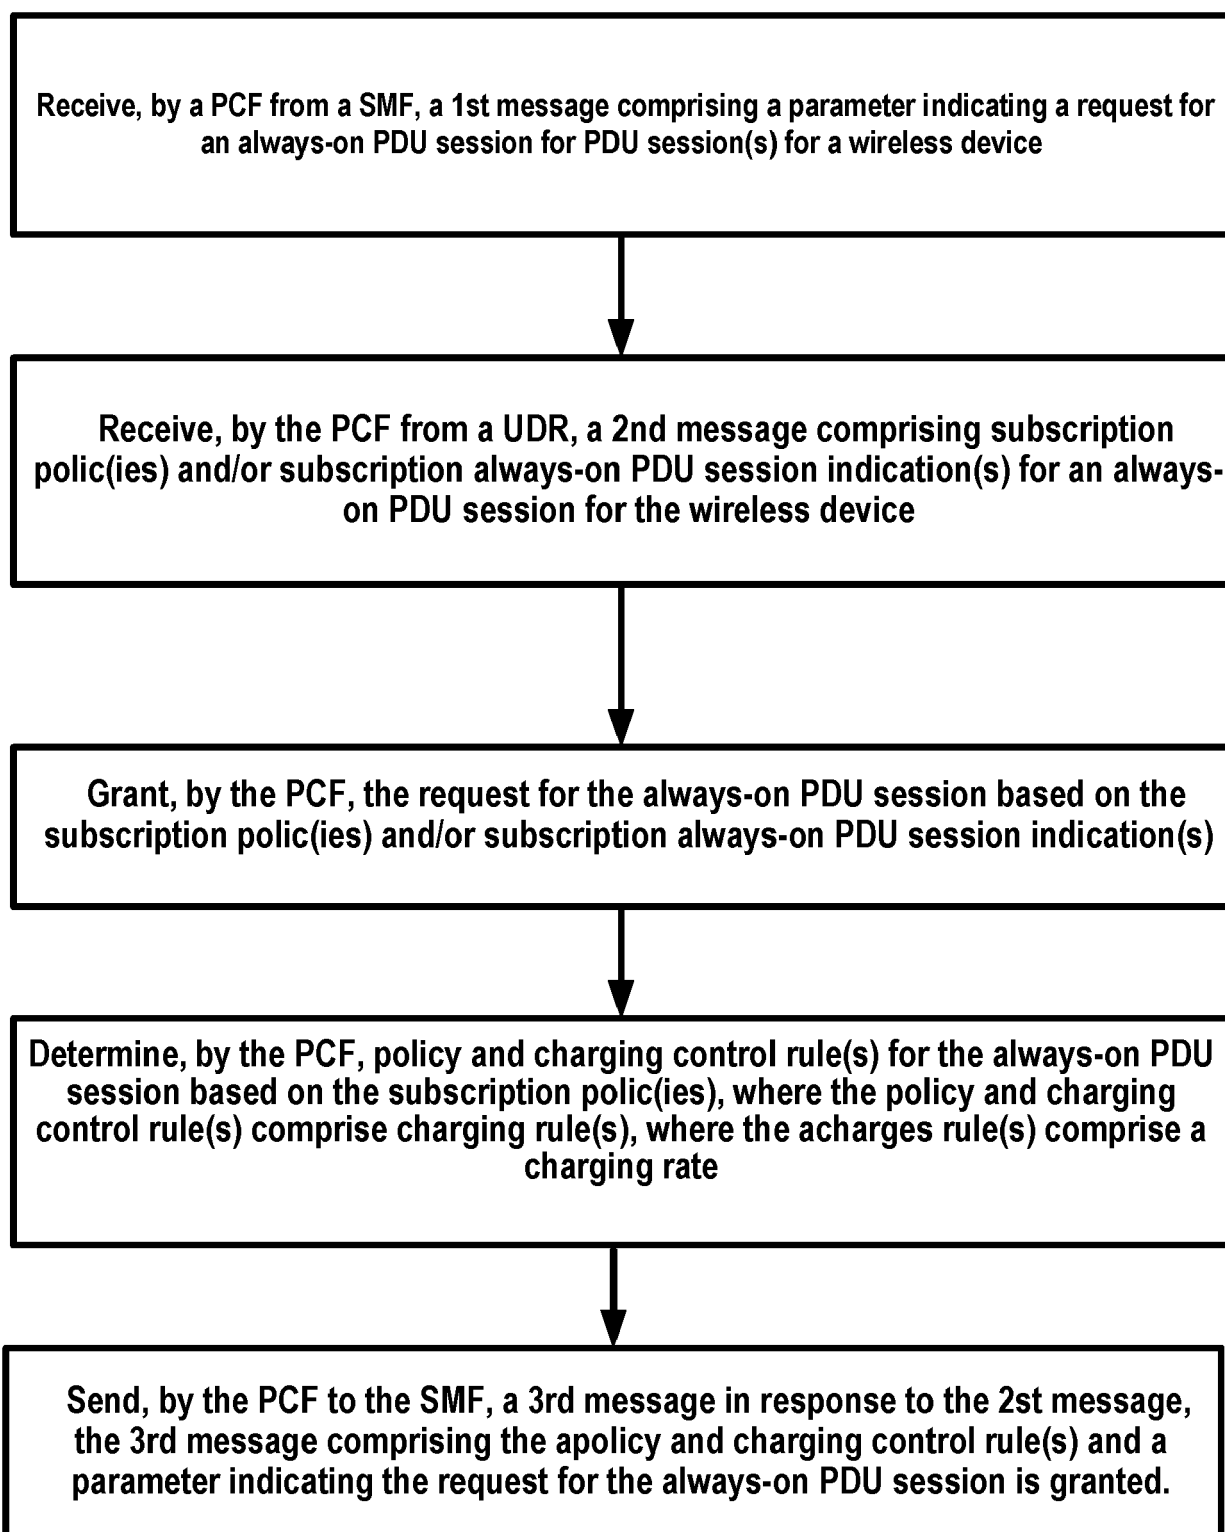 Receive, by a PCF from a SMF, a 1st message comprising a parameter indicating a request for
an always-on PDU session for PDU session(s) for a wireless device
Receive, by the PCF from a UDR, a 2nd message comprising subscription
polic(ies) and/or subscription always-on PDU session indication(s) for an always-
on PDU session for the wireless device
Grant, by the PCF, the request for the always-on PDU session based on the
subscription polic(ies) and/or subscription always-on PDU session indication(s)
Determine, by the PCF, policy and charging control rule(s) for the always-on PDU
session based on the subscription polic(ies), where the policy and charging
control rule(s) comprise charging rule(s), where the acharges rule(s) comprise a
charging rate
Send, by the PCF to the SMF, a 3rd message in response to the 2st message,
the 3rd message comprising the apolicy and charging control rule(s) and a
parameter indicating the request for the always-on PDU session is granted.